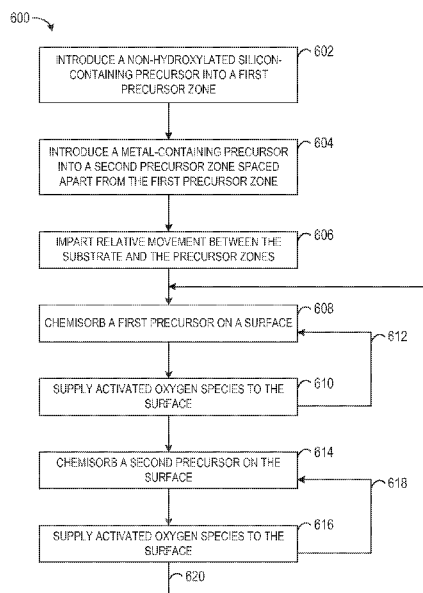 600
INTRODUCE A NON-HYDROXYLATED SILICON-
CONTAINING PRECURSOR INTO A FIRST
PRECURSOR ZONE
602
INTRODUCE A METAL-CONTAINING PRECURSOR
INTO A SECOND PRECURSOR ZONE SPACED
APART FROM THE FIRST PRECURSOR ZONE
604
IMPART RELATIVE MOVEMENT BETWEEN THE
SUBSTRATE AND THE PRECURSOR ZONES
606
CHEMISORB A FIRST PRECURSOR ON A SURFACE
608
612
SUPPLY ACTIVATED OXYGEN SPECIES TO THE
SURFACE
610
CHEMISORB A SECOND PRECURSOR ON THE
SURFACE
614
618
SUPPLY ACTIVATED OXYGEN SPECIES TO THE
SURFACE
616
620